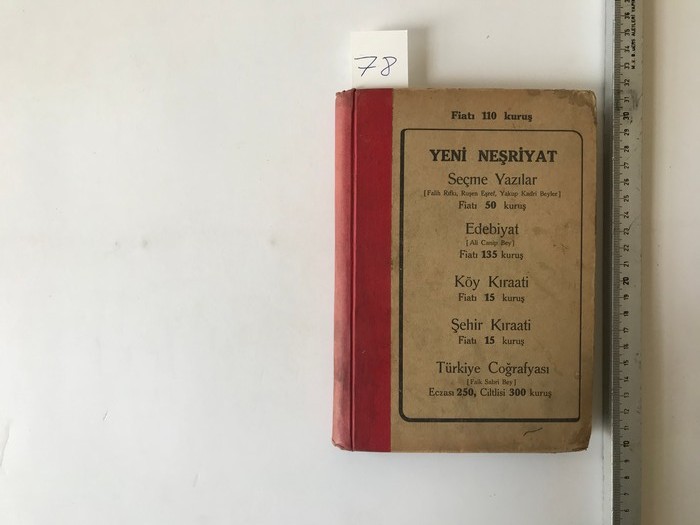 78
Fiatı 110 kuruş
YENİ NEŞRİYAT
Seçme Yazılar
[Falih Rıfkı, Ruşen Eşref, Yakup Kadri Beyler]
Fiatı 50 kuruş
Edebiyat
[Ali Canip Bey]
Fiatı 135 kuruş
Köy Kıraati
Fiatı 15 kuruş
Şehir Kıraati
Fiatı 15 kuruş
Türkiye Coğrafyası
[Faik Sabri Bey]
Eczası 250, Ciltlisi 300 kuruş